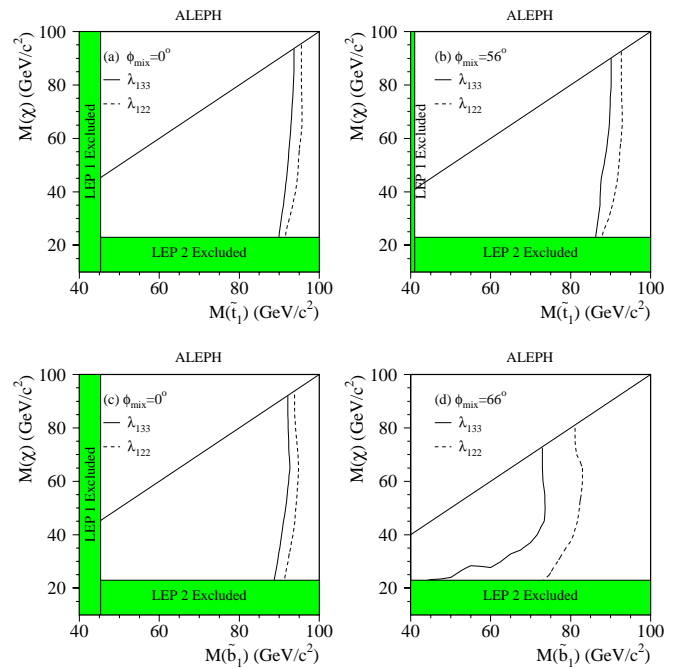 ALEPH
M(χ) (GeV/c²)
100
80
60
40
20
(a) ϕmix=0°
λ133
λ122
LEP 1 Excluded
LEP 2 Excluded
40 60 80 100
M(t̃1) (GeV/c²)
ALEPH
M(χ) (GeV/c²)
100
80
60
40
20
(b) ϕmix=56°
λ133
λ122
LEP 1 Excluded
LEP 2 Excluded
40 60 80 100
M(t̃1) (GeV/c²)
ALEPH
M(χ) (GeV/c²)
100
80
60
40
20
(c) ϕmix=0°
λ133
λ122
LEP 1 Excluded
LEP 2 Excluded
40 60 80 100
M(b̃1) (GeV/c²)
ALEPH
M(χ) (GeV/c²)
100
80
60
40
20
(d) ϕmix=66°
λ133
λ122
LEP 2 Excluded
40 60 80 100
M(b̃1) (GeV/c²)